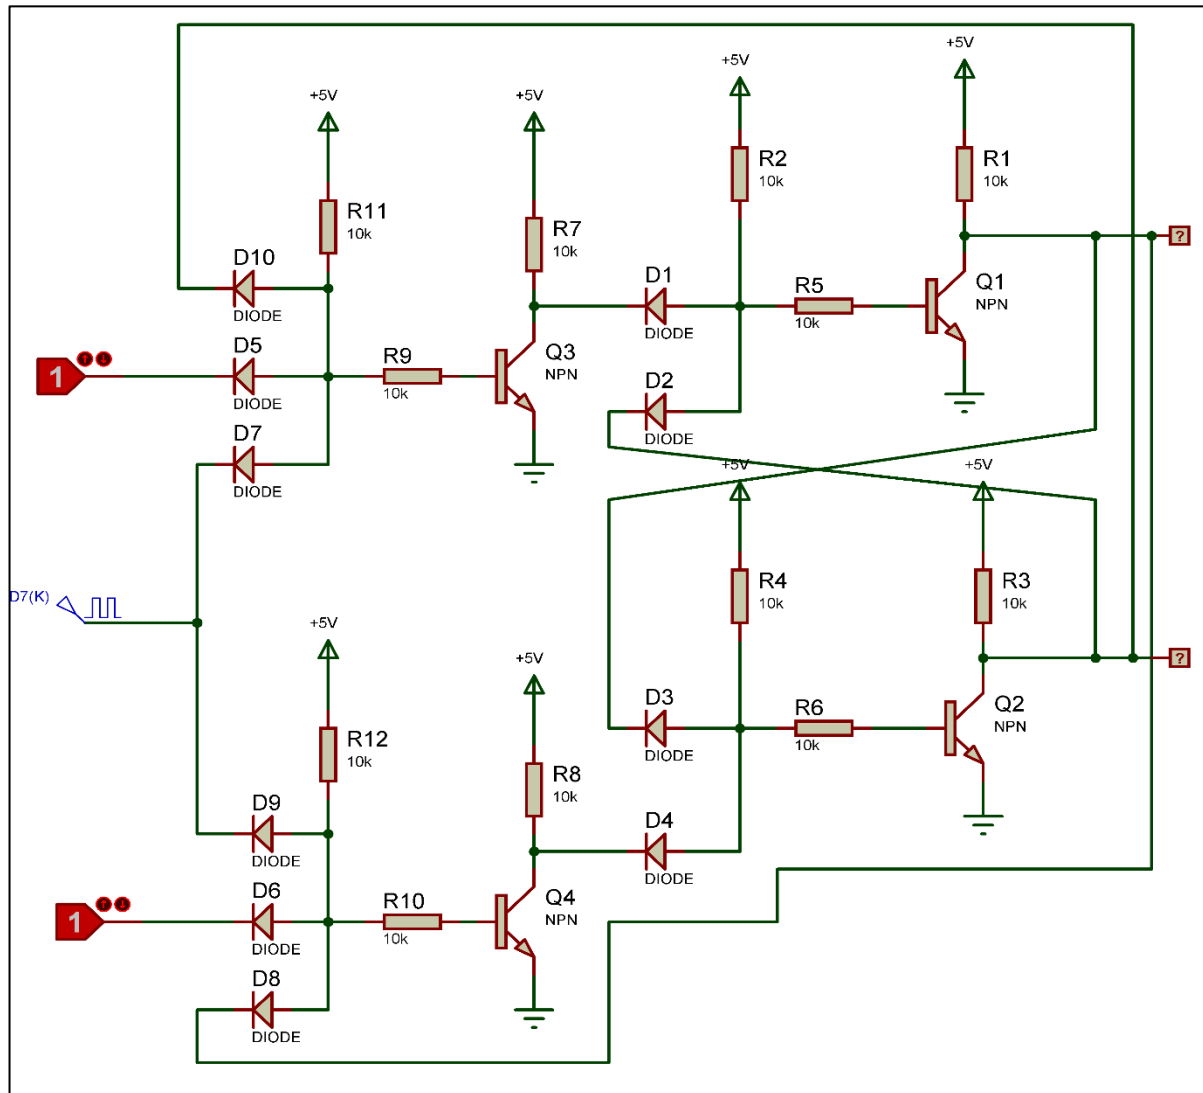 +5V
+5V
R1
10k
+5V
R2
10k
+5V
R11
10k
+5V
R7
10k
D10
DIODE
D5
DIODE
1
R9
10k
Q3
NPN
D7
DIODE
D1
DIODE
R5
10k
Q1
NPN
?
D2
DIODE
+5V
R4
10k
+5V
R3
10k
D7(K)
+5V
R12
10k
+5V
R8
10k
D3
DIODE
R6
10k
Q2
NPN
?
D4
DIODE
D9
DIODE
D6
DIODE
1
R10
10k
Q4
NPN
D8
DIODE